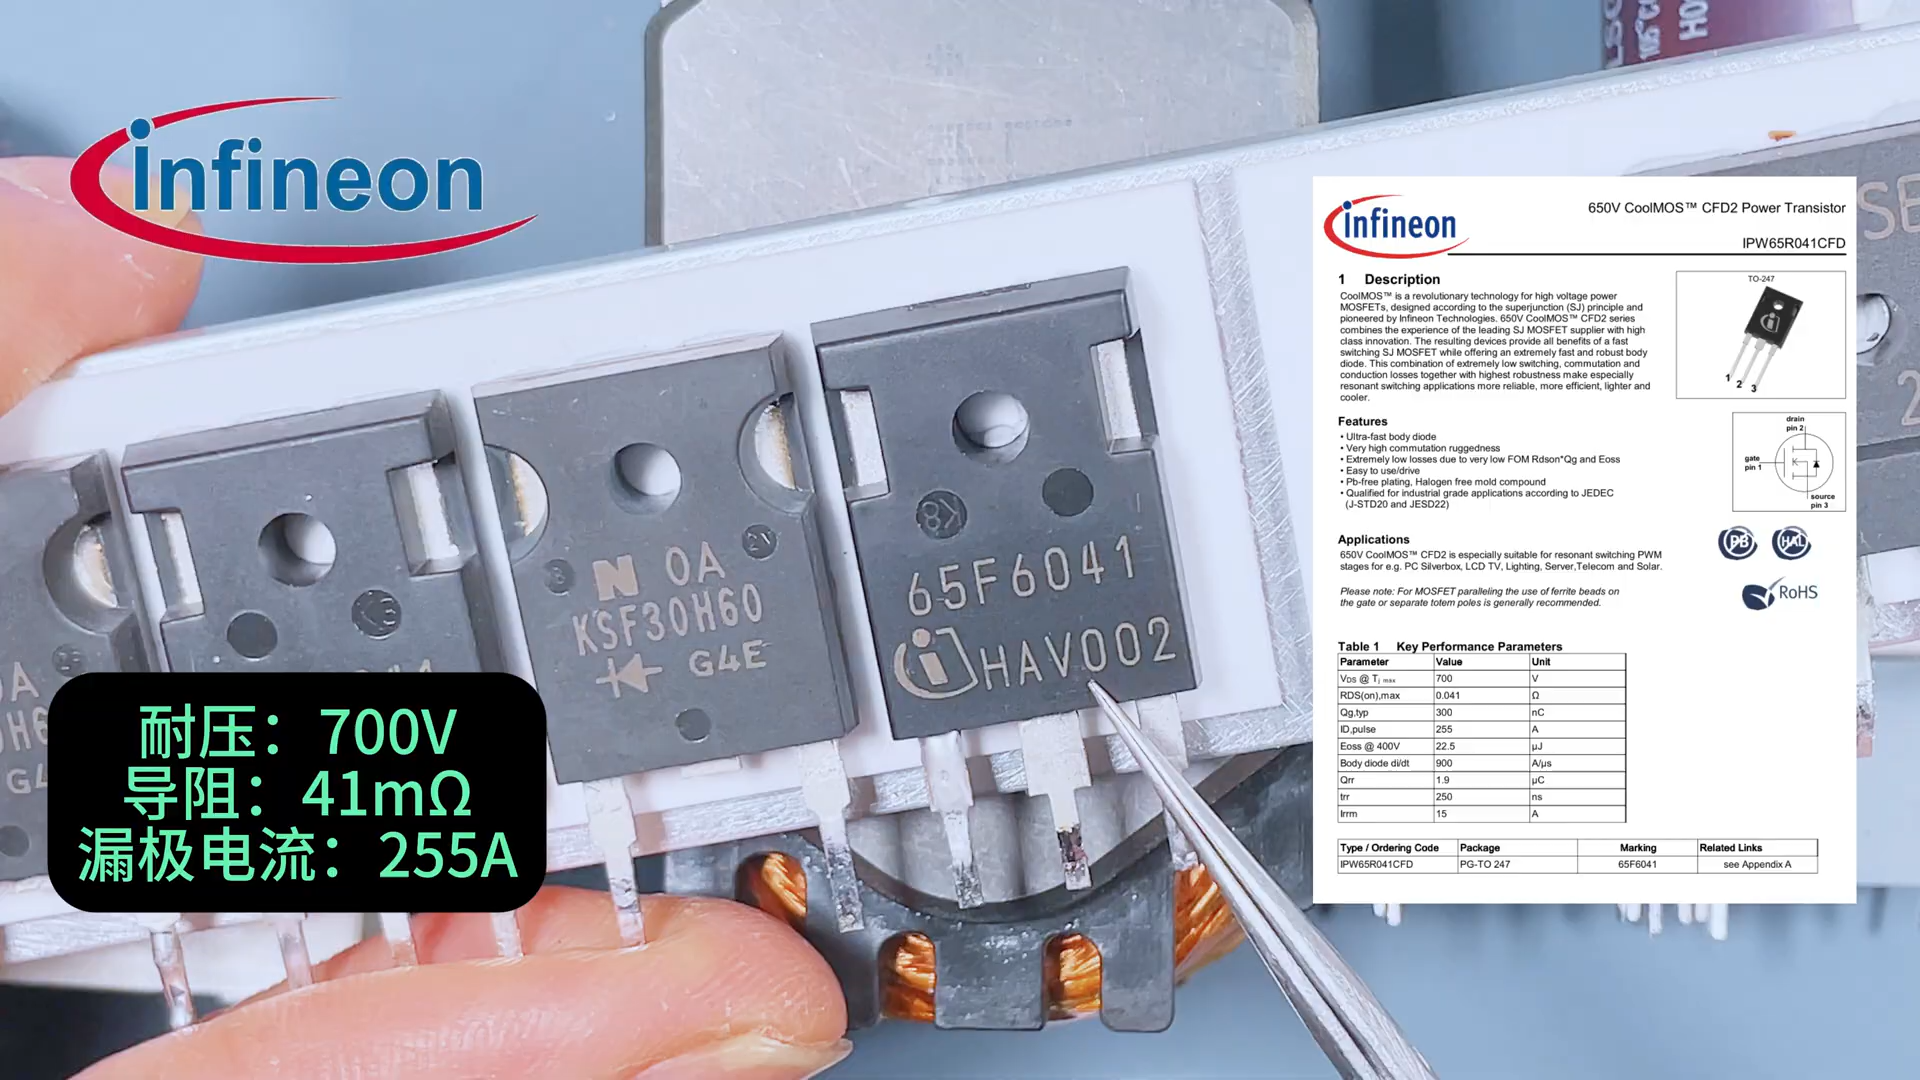 infineon
耐压：700V
导阻：41mΩ
漏极电流：255A
N 0A
KSF30H60
G4E
K8
65F6041
HAV002
infineon
650V CoolMOS™ CFD2 Power Transistor
IPW65R041CFD
1 Description
CoolMOS™ is a revolutionary technology for high voltage power
MOSFETs, designed according to the superjunction (SJ) principle and
pioneered by Infineon Technologies. 650V CoolMOS™ CFD2 series
combines the experience of the leading SJ MOSFET supplier with high
class innovation. The resulting devices provide all benefits of a fast
switching SJ MOSFET while offering an extremely fast and robust body
diode. This combination of extremely low switching, commutation and
conduction losses together with highest robustness make especially
resonant switching applications more reliable, more efficient, lighter and
cooler.
TO-247
1 2 3
Features
• Ultra-fast body diode
• Very high commutation ruggedness
• Extremely low losses due to very low FOM Rdson*Qg and Eoss
• Easy to use/drive
• Pb-free plating, Halogen free mold compound
• Qualified for industrial grade applications according to JEDEC
(J-STD20 and JESD22)
drain
pin 2
gate
pin 1
source
pin 3
Applications
650V CoolMOS™ CFD2 is especially suitable for resonant switching PWM
stages for e.g. PC Silverbox, LCD TV, Lighting, Server,Telecom and Solar.
Please note: For MOSFET paralleling the use of ferrite beads on
the gate or separate totem poles is generally recommended.
PB HAL
RoHS
Table 1 Key Performance Parameters
Parameter Value Unit
VDS @ Tj max 700 V
RDS(on),max 0.041 Ω
Qg,typ 300 nC
ID,pulse 255 A
Eoss @ 400V 22.5 µJ
Body diode di/dt 900 A/µs
Qrr 1.9 µC
trr 250 ns
Irrm 15 A
Type / Ordering Code Package Marking Related Links
IPW65R041CFD PG-TO 247 65F6041 see Appendix A